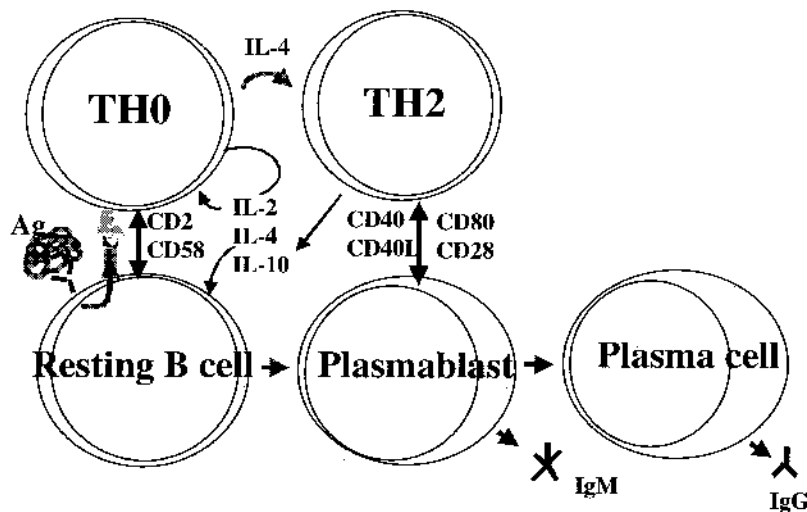 IL-4
TH0
TH2
Ag
CD2
CD58
IL-2
IL-4
IL-10
CD40
CD40L
CD80
CD28
Resting B cell
Plasmablast
Plasma cell
IgM
IgG